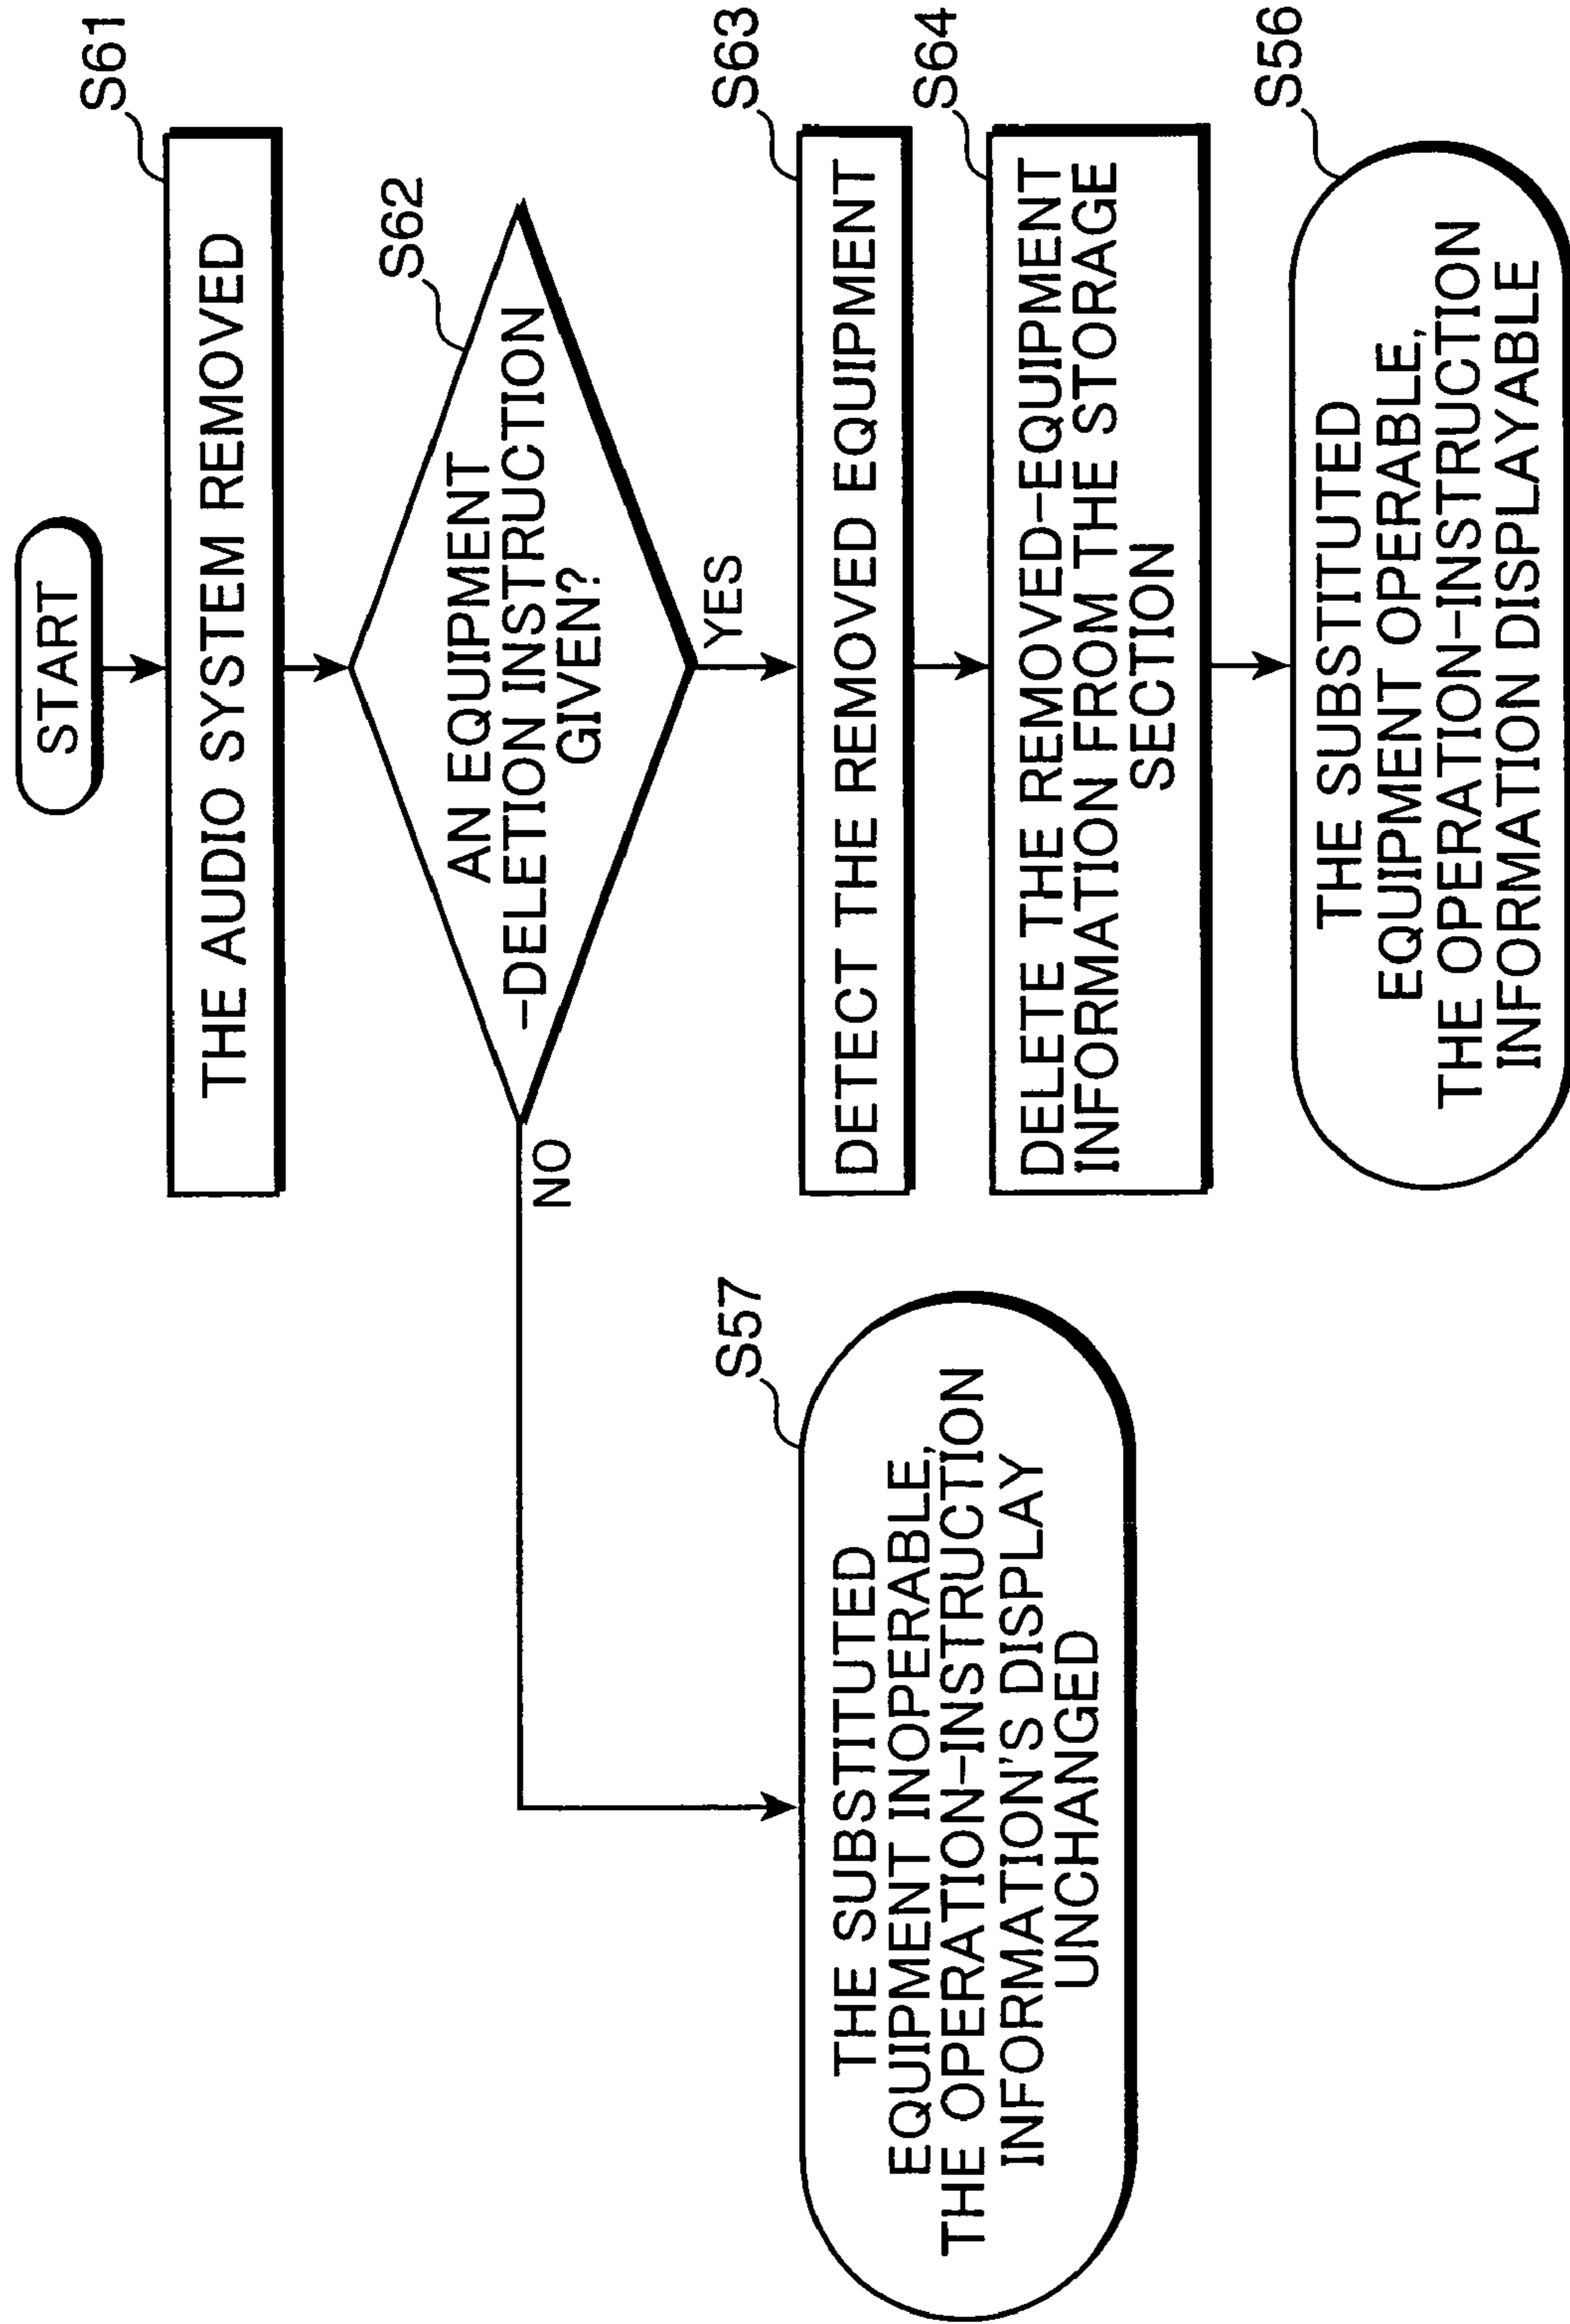 START
S61
THE AUDIO SYSTEM REMOVED
S62
AN EQUIPMENT
-DELETION INSTRUCTION
GIVEN?
NO
YES
S63
DETECT THE REMOVED EQUIPMENT
S64
DELETE THE REMOVED-EQUIPMENT
INFORMATION FROM THE STORAGE
SECTION
S56
THE SUBSTITUTED
EQUIPMENT OPERABLE,
THE OPERATION-INSTRUCTION
INFORMATION DISPLAYABLE
S57
THE SUBSTITUTED
EQUIPMENT INOPERABLE,
THE OPERATION-INSTRUCTION
INFORMATION'S DISPLAY
UNCHANGED